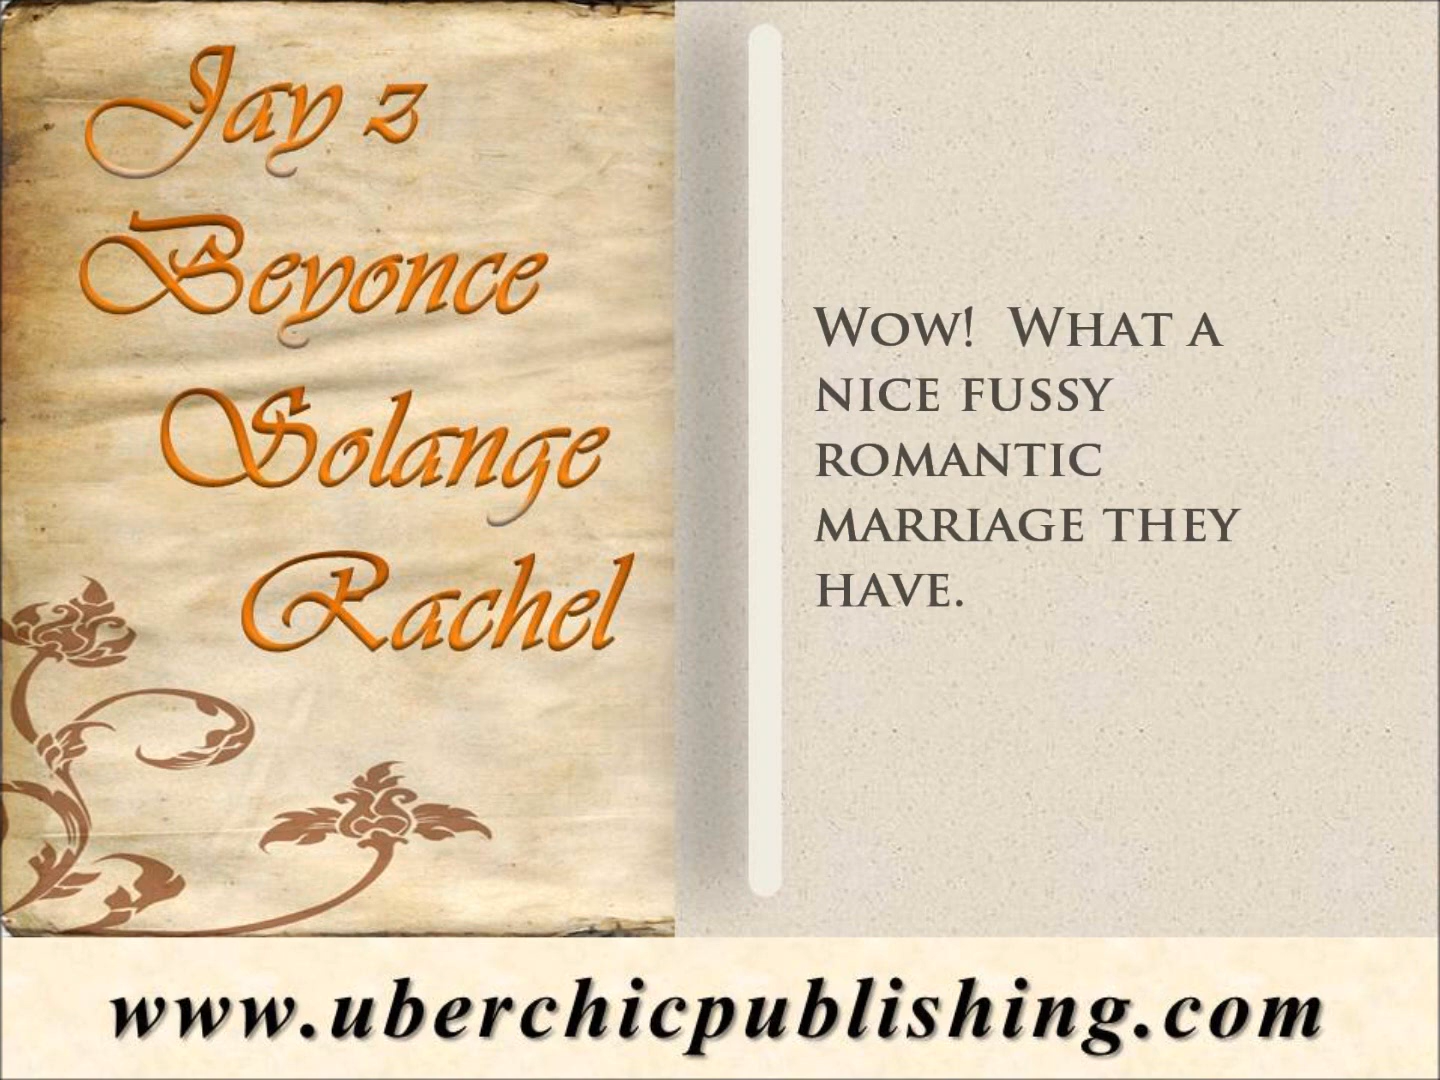 Jay z
Beyonce
Solange
Rachel
Wow! What a
nice fussy
romantic
marriage they
have.
www.uberchicpublishing.com